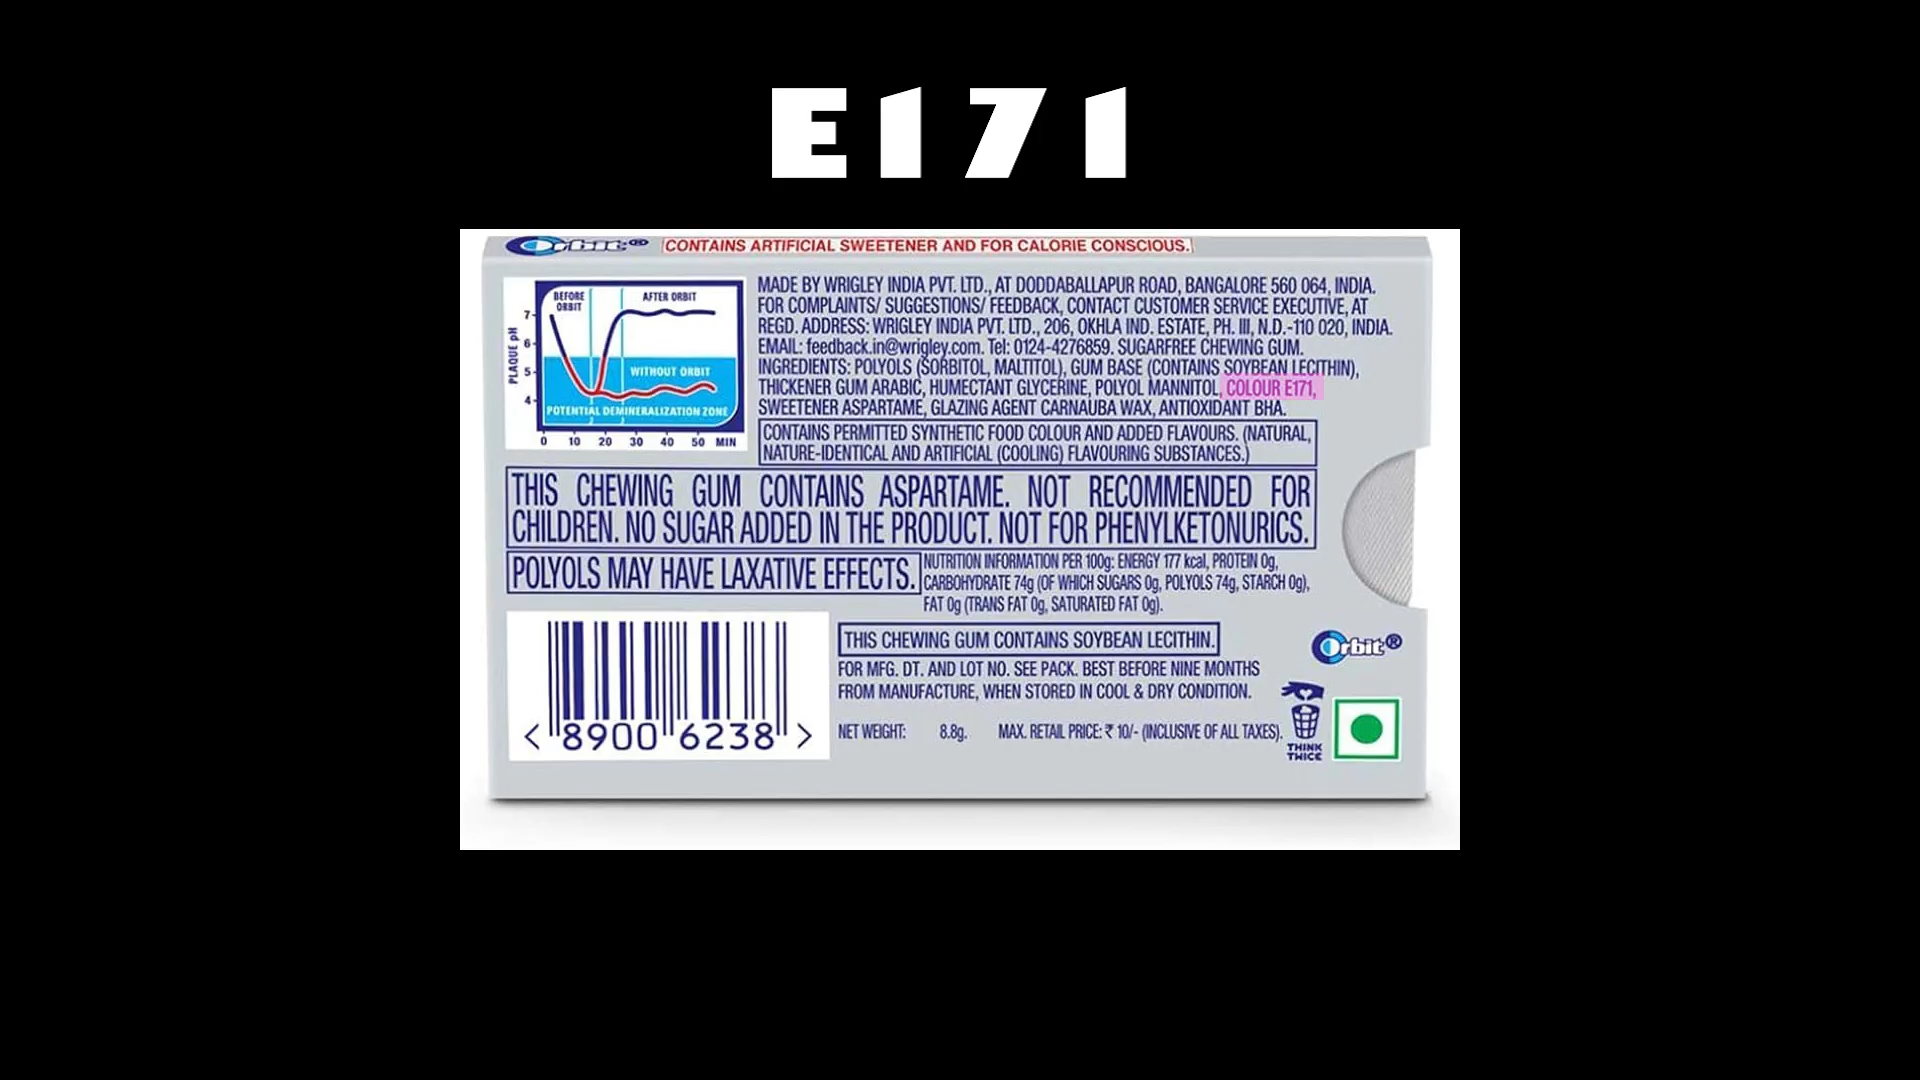 E171
Orbit® CONTAINS ARTIFICIAL SWEETENER AND FOR CALORIE CONSCIOUS.
BEFORE
ORBIT
AFTER ORBIT
PLAQUE pH
7
6
5
4
WITHOUT ORBIT
POTENTIAL DEMINERALIZATION ZONE
0 10 20 30 40 50 MIN
MADE BY WRIGLEY INDIA PVT. LTD., AT DODDABALLAPUR ROAD, BANGALORE 560 064, INDIA.
FOR COMPLAINTS/ SUGGESTIONS/ FEEDBACK, CONTACT CUSTOMER SERVICE EXECUTIVE, AT
REGD. ADDRESS: WRIGLEY INDIA PVT. LTD., 206, OKHLA IND. ESTATE, PH. III, N.D.-110 020, INDIA.
EMAIL: feedback.in@wrigley.com. Tel: 0124-4276859. SUGARFREE CHEWING GUM.
INGREDIENTS: POLYOLS (SORBITOL, MALTITOL), GUM BASE (CONTAINS SOYBEAN LECITHIN),
THICKENER GUM ARABIC, HUMECTANT GLYCERINE, POLYOL MANNITOL, COLOUR E171,
SWEETENER ASPARTAME, GLAZING AGENT CARNAUBA WAX, ANTIOXIDANT BHA.
CONTAINS PERMITTED SYNTHETIC FOOD COLOUR AND ADDED FLAVOURS. (NATURAL,
NATURE-IDENTICAL AND ARTIFICIAL (COOLING) FLAVOURING SUBSTANCES.)
THIS CHEWING GUM CONTAINS ASPARTAME. NOT RECOMMENDED FOR
CHILDREN. NO SUGAR ADDED IN THE PRODUCT. NOT FOR PHENYLKETONURICS.
POLYOLS MAY HAVE LAXATIVE EFFECTS.
NUTRITION INFORMATION PER 100g: ENERGY 177 kcal, PROTEIN 0g,
CARBOHYDRATE 74g (OF WHICH SUGARS 0g, POLYOLS 74g, STARCH 0g),
FAT 0g (TRANS FAT 0g, SATURATED FAT 0g).
THIS CHEWING GUM CONTAINS SOYBEAN LECITHIN.
Orbit®
FOR MFG. DT. AND LOT NO. SEE PACK. BEST BEFORE NINE MONTHS
FROM MANUFACTURE, WHEN STORED IN COOL & DRY CONDITION.
< 8900 6238 >
NET WEIGHT: 8.8g. MAX. RETAIL PRICE: ₹ 10/- (INCLUSIVE OF ALL TAXES).
THINK
TWICE